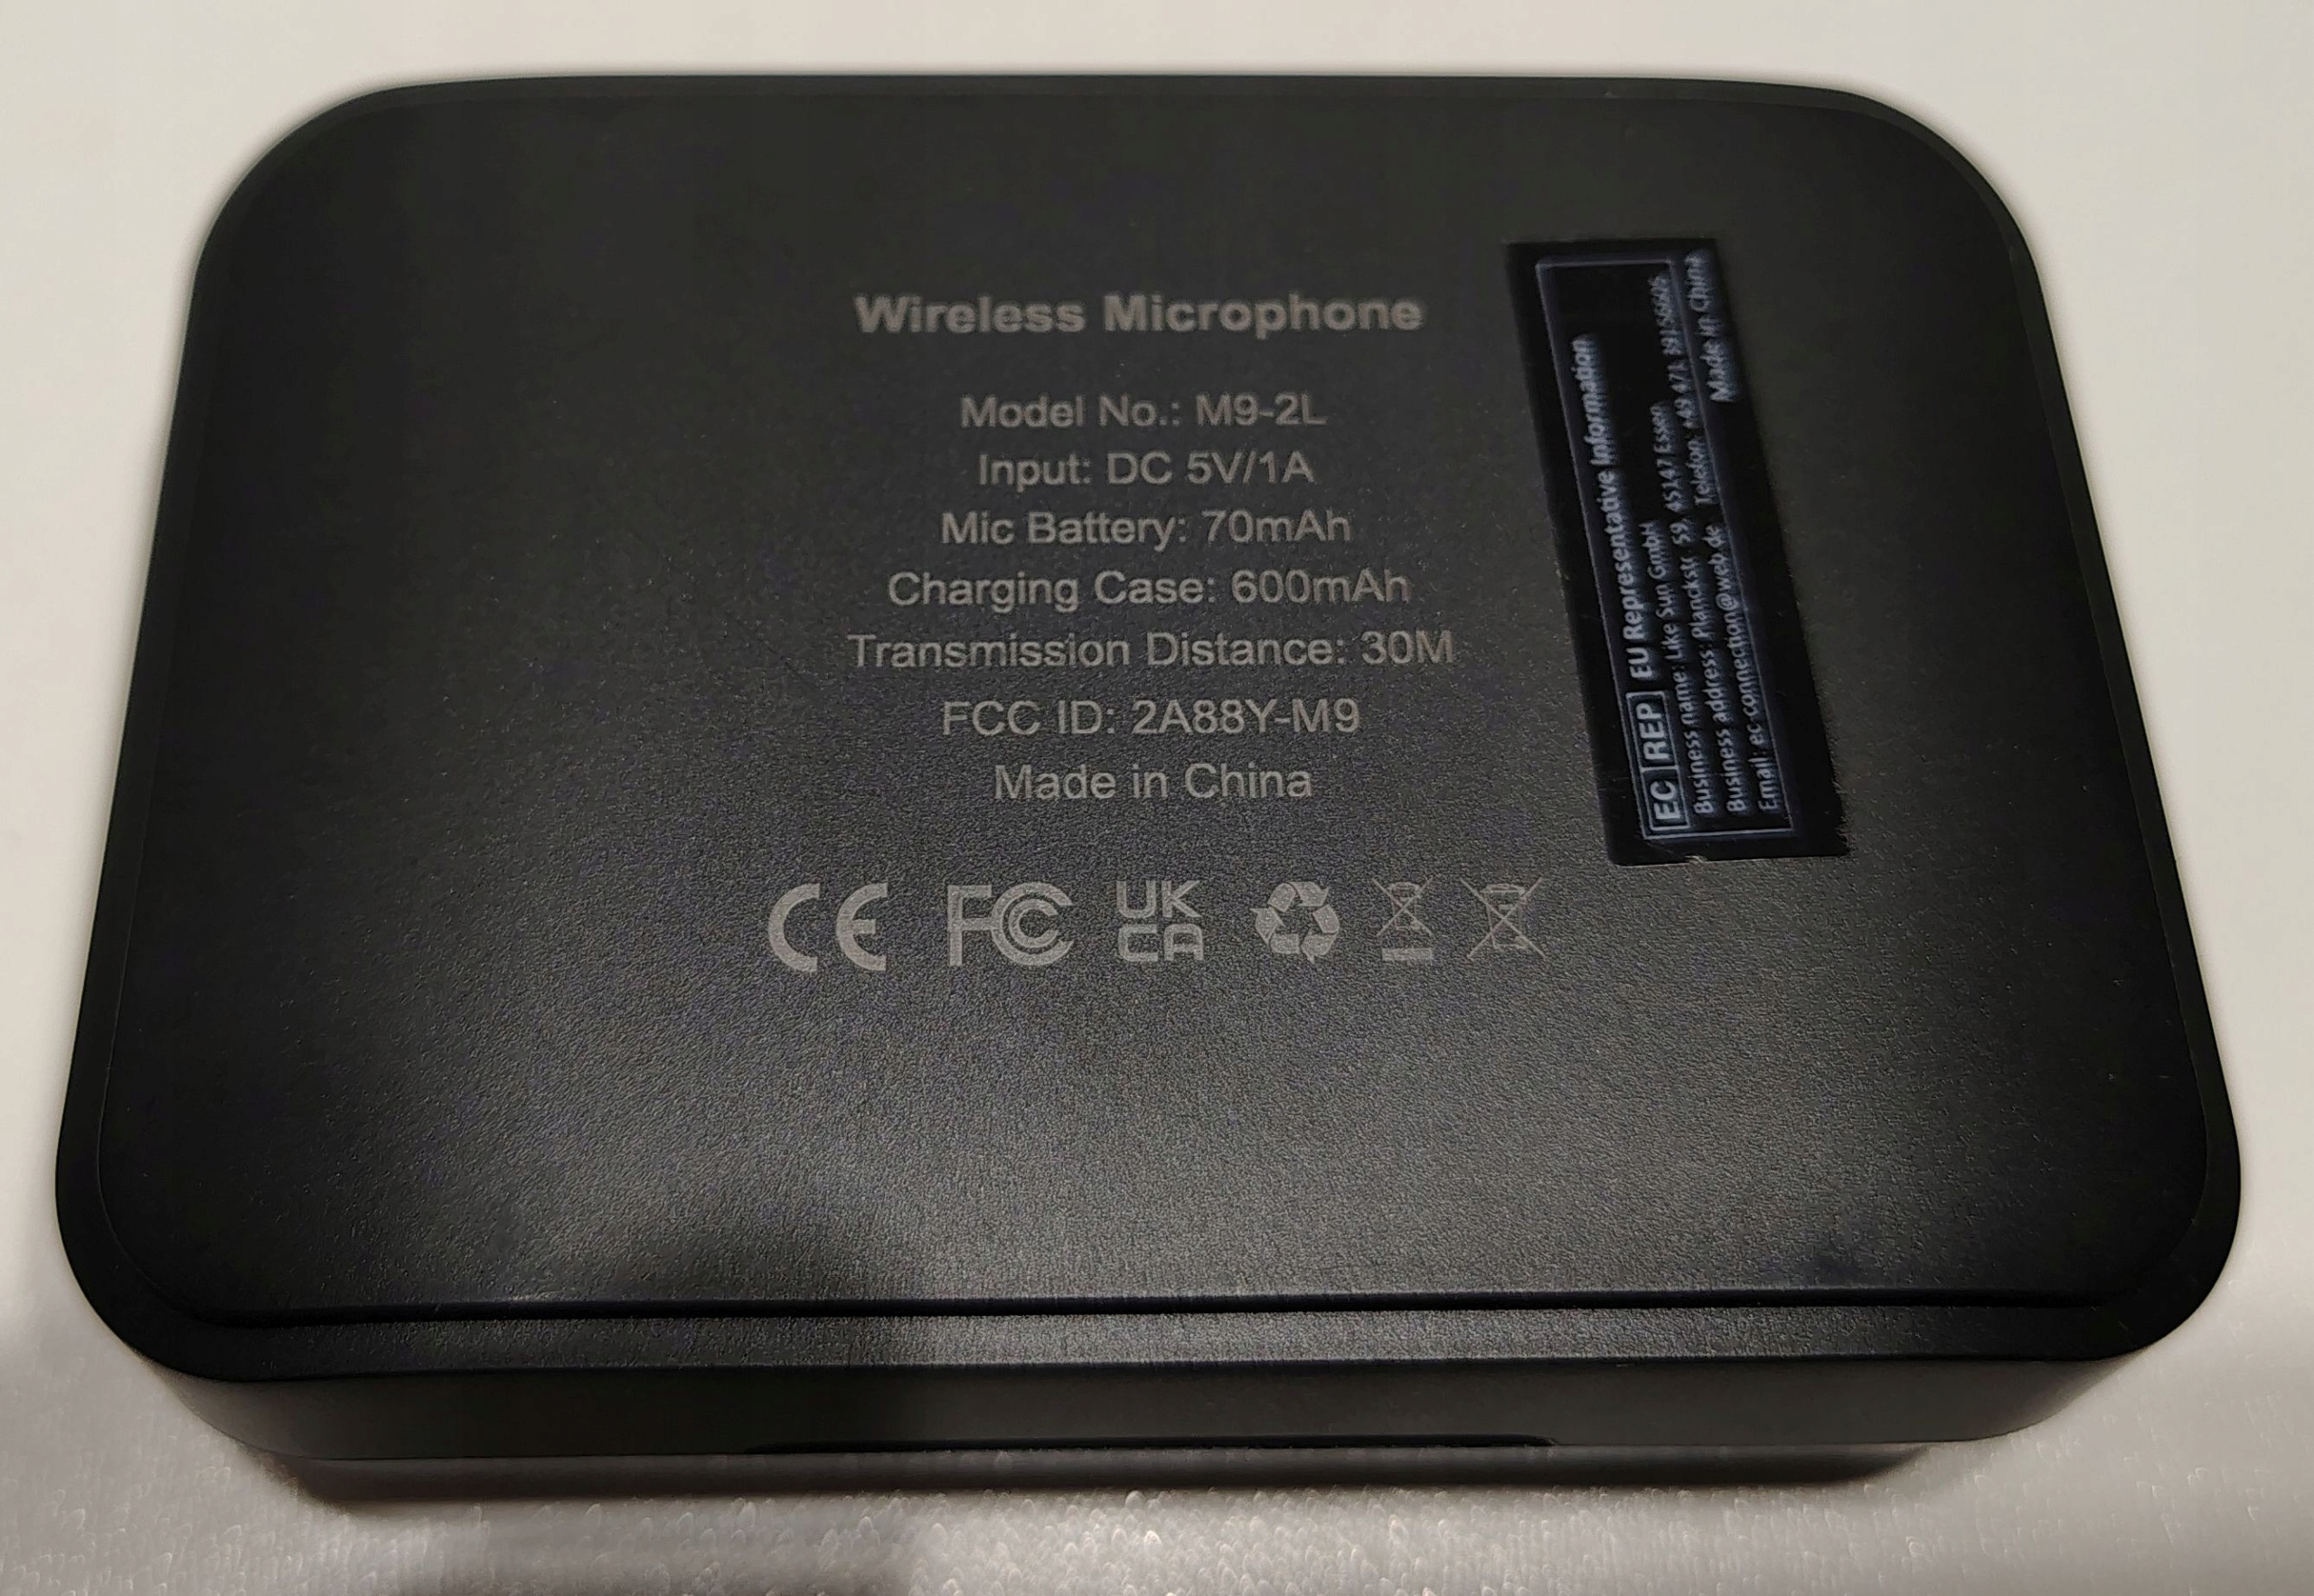 Wireless Microphone
Model No.: M9-2L
Input: DC 5V/1A
Mic Battery: 70mAh
Charging Case: 600mAh
Transmission Distance: 30M
FCC ID: 2A88Y-M9
Made in China
CE FC UK CA
EC REP EU Representative Information
Business name: Like Sun GmbH
Business address: Planckstr 59, 45147 Essen
Email: ec-connection@web.de Telefon:
Made in China